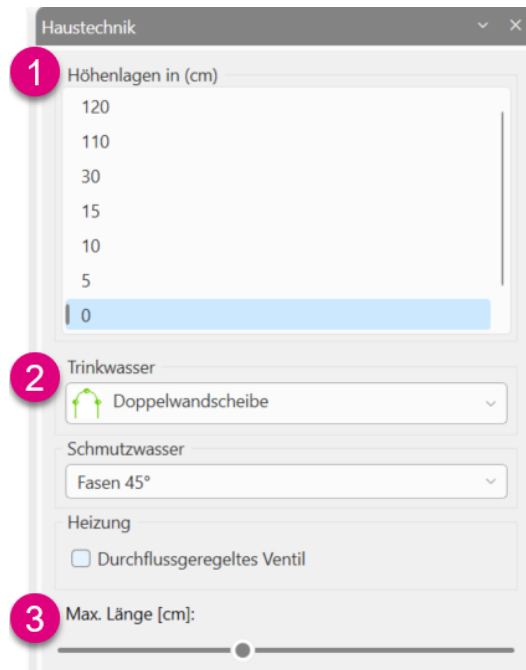 Haustechnik
1
Höhenlagen in (cm)
120
110
30
15
10
5
0
2
Trinkwasser
Doppelwandscheibe
Schmutzwasser
Fasen 45°
Heizung
Durchflussgeregeltes Ventil
3
Max. Länge [cm]: